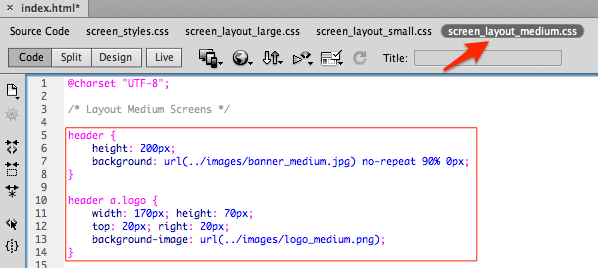 index.html*
Source Code screen_styles.css screen_layout_large.css screen_layout_small.css screen_layout_medium.css
Code Split Design Live Title:
1 @charset "UTF-8";
2
3 /* Layout Medium Screens */
4
5 header {
6 height: 200px;
7 background: url(../images/banner_medium.jpg) no-repeat 90% 0px;
8 }
9
10 header a.logo {
11 width: 170px; height: 70px;
12 top: 20px; right: 20px;
13 background-image: url(../images/logo_medium.png);
14 }